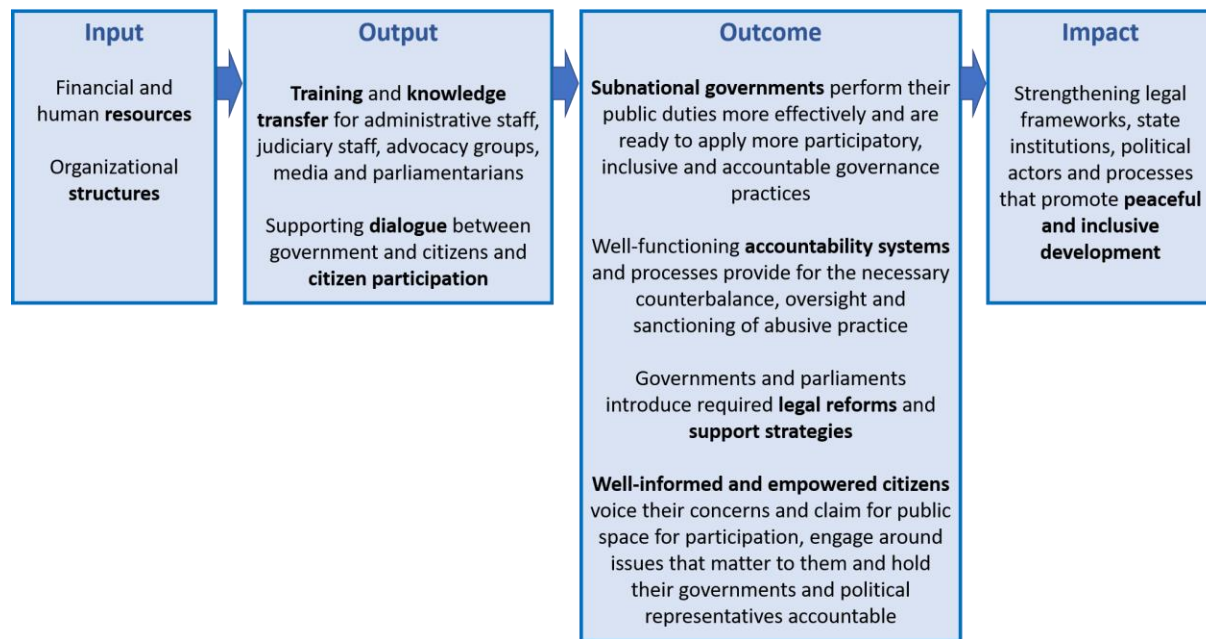 Input
Financial and
human resources
Organizational
structures
Output
Training and knowledge
transfer for administrative staff,
judiciary staff, advocacy groups,
media and parliamentarians
Supporting dialogue between
government and citizens and
citizen participation
Outcome
Subnational governments perform their
public duties more effectively and are
ready to apply more participatory,
inclusive and accountable governance
practices
Well-functioning accountability systems
and processes provide for the necessary
counterbalance, oversight and
sanctioning of abusive practice
Governments and parliaments
introduce required legal reforms and
support strategies
Well-informed and empowered citizens
voice their concerns and claim for public
space for participation, engage around
issues that matter to them and hold
their governments and political
representatives accountable
Impact
Strengthening legal
frameworks, state
institutions, political
actors and processes
that promote peaceful
and inclusive
development